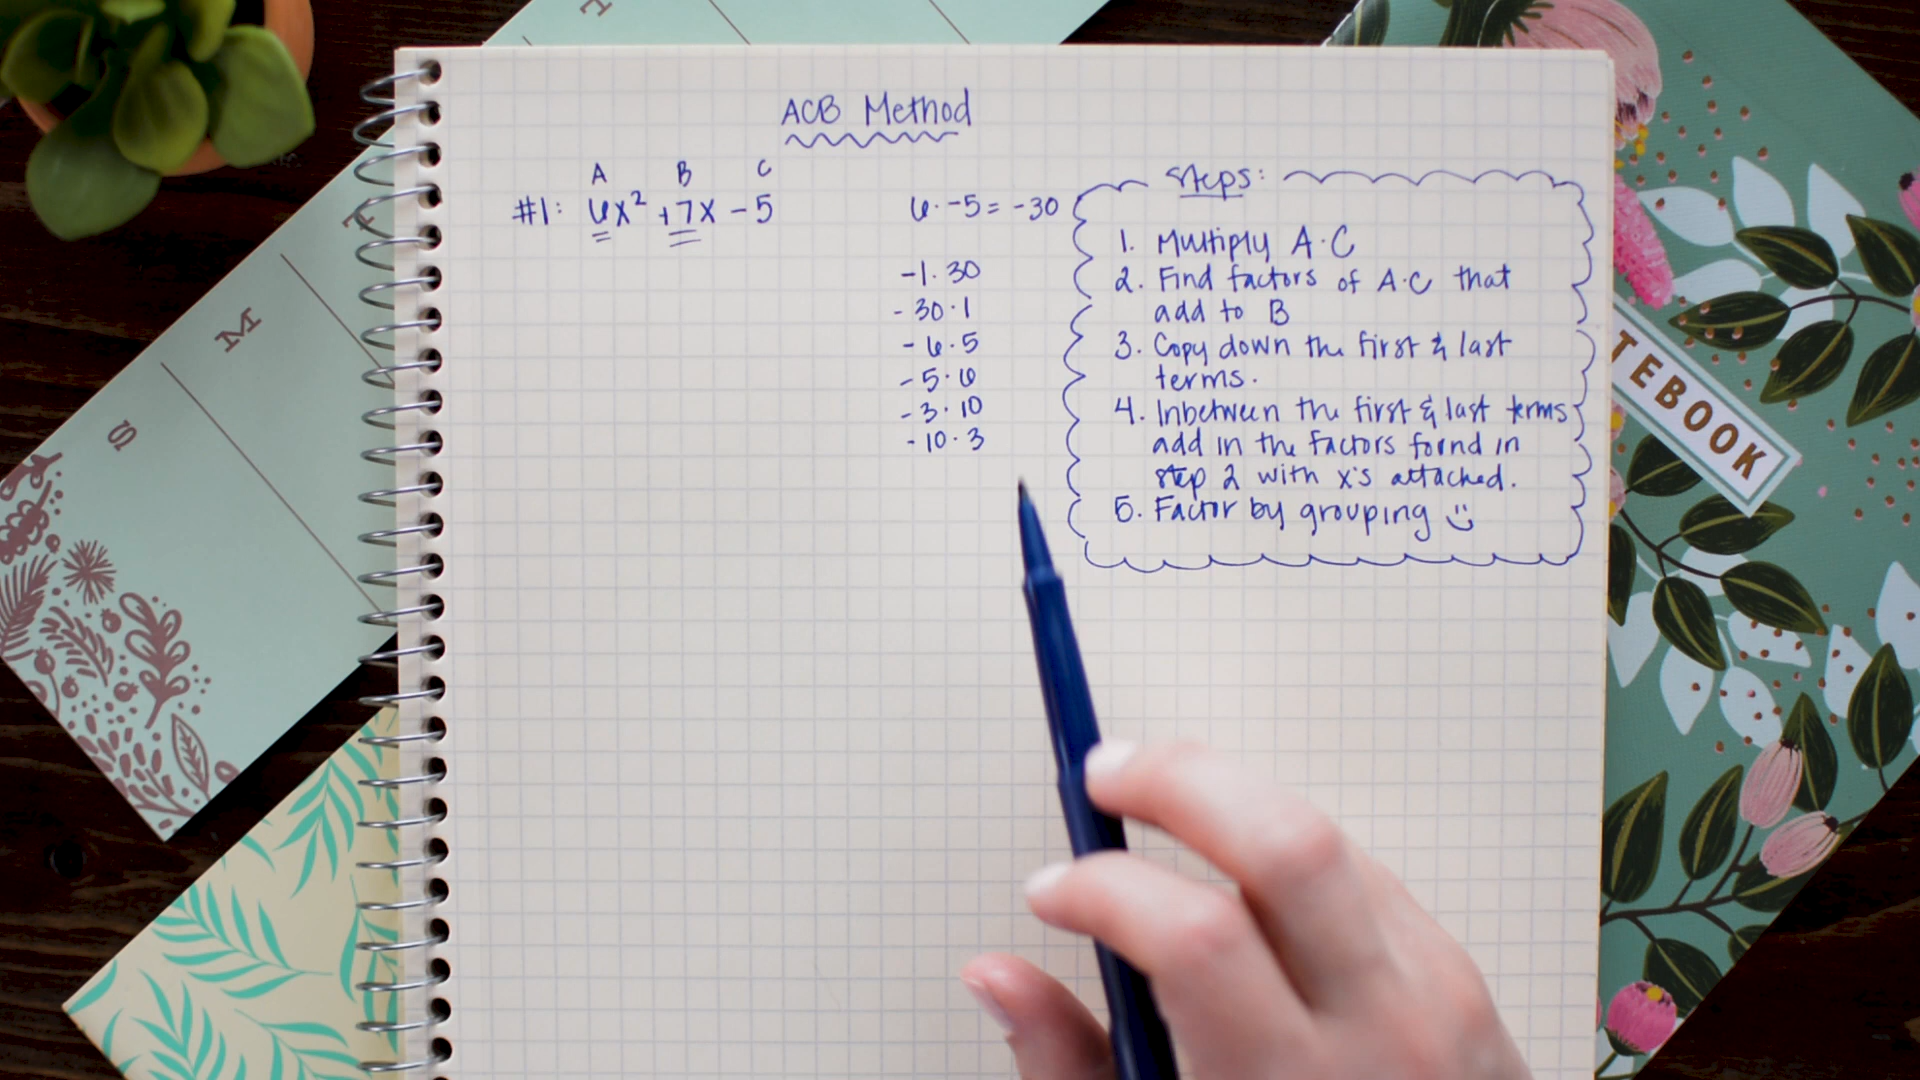 ACB Method
A B C
#1: 6x² +7x - 5
6 · -5 = -30
-1 · 30
-30 · 1
-6 · 5
-5 · 6
-3 · 10
-10 · 3
Steps:
1. Multiply A·C
2. Find factors of A·C that
add to B
3. Copy down the first & last
terms.
4. Inbetween the first & last terms
add in the factors found in
step 2 with x's attached.
5. Factor by grouping
TEBOOK
S
M
T